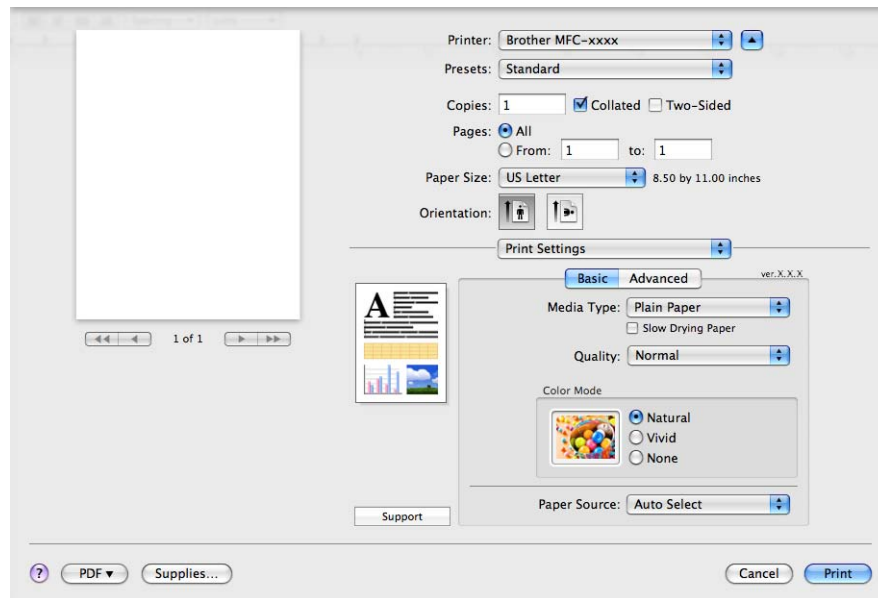 Printer: Brother MFC-xxxx
Presets: Standard
Copies: 1 Collated Two-Sided
Pages: All
From: 1 to: 1
Paper Size: US Letter 8.50 by 11.00 inches
Orientation:
Print Settings
Basic Advanced ver.X.X.X
A
Media Type: Plain Paper
Slow Drying Paper
1 of 1
Quality: Normal
Color Mode
Natural
Vivid
None
Paper Source: Auto Select
Support
? PDF▼ Supplies... Cancel Print